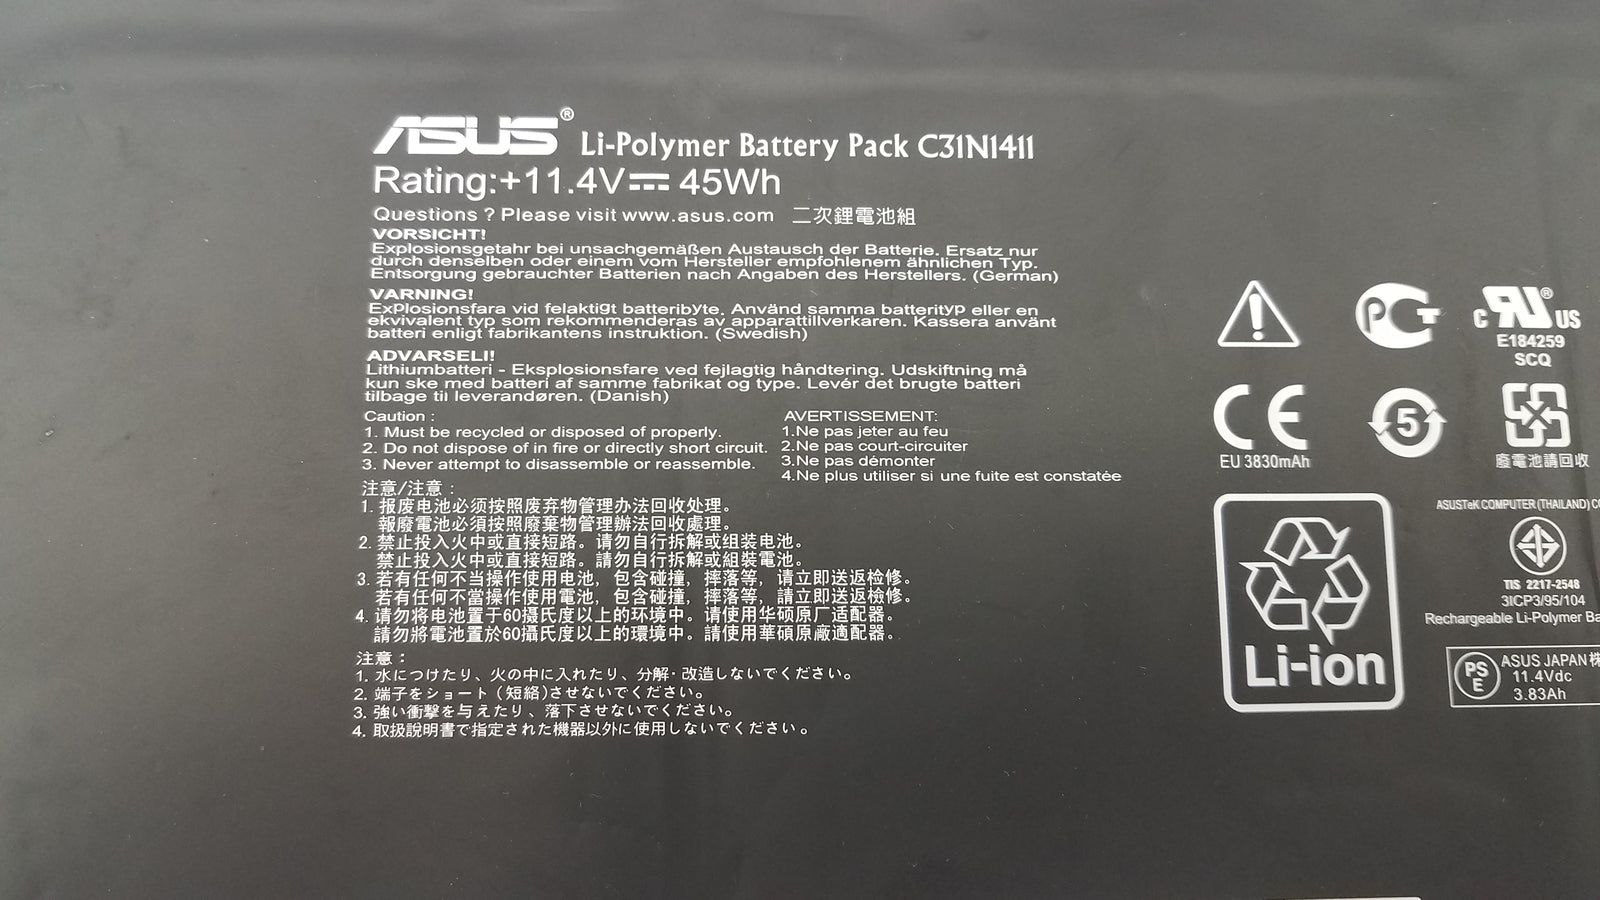 ASUS® Li-Polymer Battery Pack C31N1411
Rating:+11.4V 45Wh
Questions ? Please visit www.asus.com 二次鋰電池組
VORSICHT!
Explosionsgetahr bei unsachgemäßen Austausch der Batterie. Ersatz nur
durch denselben oder einem vom Hersteller empfohlenem ähnlichen Typ.
Entsorgung gebrauchter Batterien nach Angaben des Herstellers. (German)
VARNING!
Explosionsfara vid felaktigt batteribyte. Använd samma batterityp eller en
ekvivalent typ som rekommenderas av apparattillverkaren. Kassera använt
batteri enligt fabrikantens instruktion. (Swedish)
ADVARSELI!
Lithiumbatteri - Eksplosionsfare ved fejlagtig håndtering. Udskiftning må
kun ske med batteri af samme fabrikat og type. Levér det brugte batteri
tilbage til leverandøren. (Danish)
Caution :
1. Must be recycled or disposed of properly.
2. Do not dispose of in fire or directly short circuit.
3. Never attempt to disassemble or reassemble.
AVERTISSEMENT:
1.Ne pas jeter au feu
2.Ne pas court-circuiter
3.Ne pas démonter
4.Ne plus utiliser si une fuite est constatée
注意/注意 :
1. 报废电池必须按照废弃物管理办法回收处理。
報廢電池必須按照廢棄物管理辦法回收處理。
2. 禁止投入火中或直接短路。请勿自行拆解或组装电池。
禁止投入火中或直接短路。請勿自行拆解或組裝電池。
3. 若有任何不当操作使用电池，包含碰撞，摔落等，请立即送返检修。
若有任何不當操作使用電池，包含碰撞，摔落等，請立即送返檢修。
4. 请勿将电池置于60摄氏度以上的环境中。请使用华硕原厂适配器。
請勿將電池置於60攝氏度以上的環境中。請使用華碩原廠適配器。
注意：
1. 水につけたり、火の中に入れたり、分解·改造しないでください。
2. 端子をショート（短絡)させないでください。
3. 強い衝撃を与えたり、落下させないでください。
4. 取扱説明書で指定された機器以外に使用しないでください。
PCT
C RU® US
E184259
SCQ
CE
EU 3830mAh
5
廢電池請回收
Li-ion
ASUSTeK COMPUTER (THAILAND) CO
TIS 2217-2548
3ICP3/95/104
Rechargeable Li-Polymer Ba
PSE
ASUS JAPAN株
11.4Vdc
3.83Ah